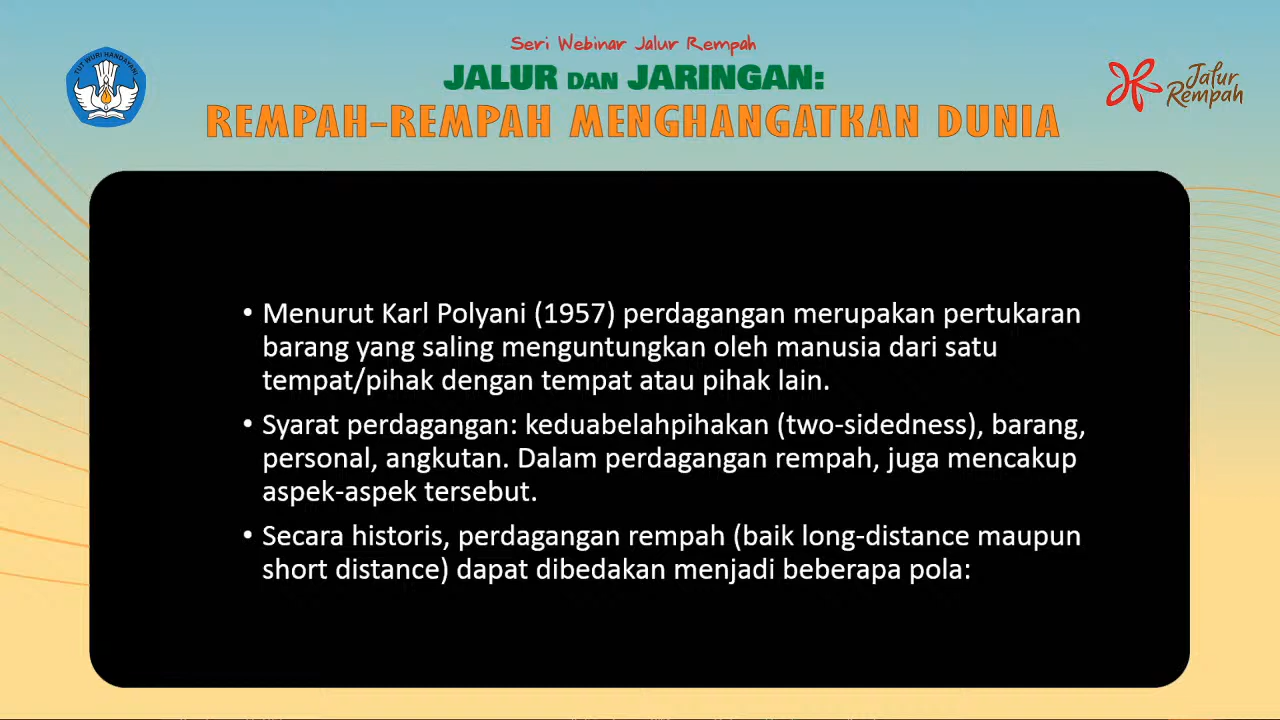 Seri Webinar Jalur Rempah
JALUR DAN JARINGAN:
REMPAH-REMPAH MENGHANGATKAN DUNIA
TUT WURI HANDAYANI
Jalur
Rempah
• Menurut Karl Polyani (1957) perdagangan merupakan pertukaran
barang yang saling menguntungkan oleh manusia dari satu
tempat/pihak dengan tempat atau pihak lain.
• Syarat perdagangan: keduabelahpihakan (two-sidedness), barang,
personal, angkutan. Dalam perdagangan rempah, juga mencakup
aspek-aspek tersebut.
• Secara historis, perdagangan rempah (baik long-distance maupun
short distance) dapat dibedakan menjadi beberapa pola: